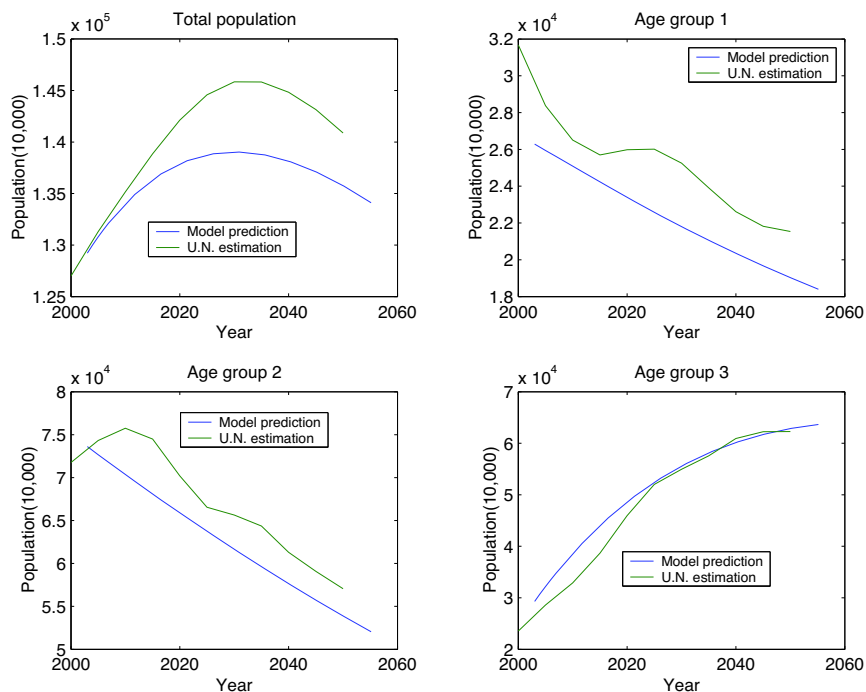 Total population
x 10^5
1.5
1.45
1.4
1.35
1.3
1.25
2000 2020 2040 2060
Year
Population(10,000)
Model prediction
U.N. estimation
Age group 1
x 10^4
3.2
3
2.8
2.6
2.4
2.2
2
1.8
2000 2020 2040 2060
Year
Population(10,000)
Model prediction
U.N. estimation
Age group 2
x 10^4
8
7.5
7
6.5
6
5.5
5
2000 2020 2040 2060
Year
Population(10,000)
Model prediction
U.N. estimation
Age group 3
x 10^4
7
6
5
4
3
2
2000 2020 2040 2060
Year
Population(10,000)
Model prediction
U.N. estimation